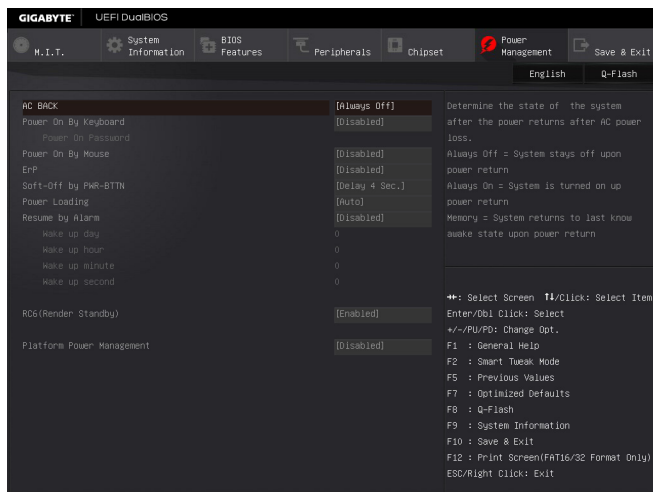 GIGABYTE™ UEFI DualBIOS
M.I.T. System Information BIOS Features Peripherals Chipset Power Management Save & Exit
English Q-Flash
AC BACK [Always Off]
Power On By Keyboard [Disabled]
Power On Password
Power On By Mouse [Disabled]
ErP [Disabled]
Soft-Off by PWR-BTTN [Delay 4 Sec.]
Power Loading [Auto]
Resume by Alarm [Disabled]
Wake up day 0
Wake up hour 0
Wake up minute 0
Wake up second 0
RC6(Render Standby) [Enabled]
Platform Power Management [Disabled]
Determine the state of the system
after the power returns after AC power
loss.
Always Off = System stays off upon
power return
Always On = System is turned on up
power return
Memory = System returns to last know
awake state upon power return
→←: Select Screen ↑↓/Click: Select Item
Enter/Dbl Click: Select
+/-/PU/PD: Change Opt.
F1 : General Help
F2 : Smart Tweak Mode
F5 : Previous Values
F7 : Optimized Defaults
F8 : Q-Flash
F9 : System Information
F10 : Save & Exit
F12 : Print Screen(FAT16/32 Format Only)
ESC/Right Click: Exit